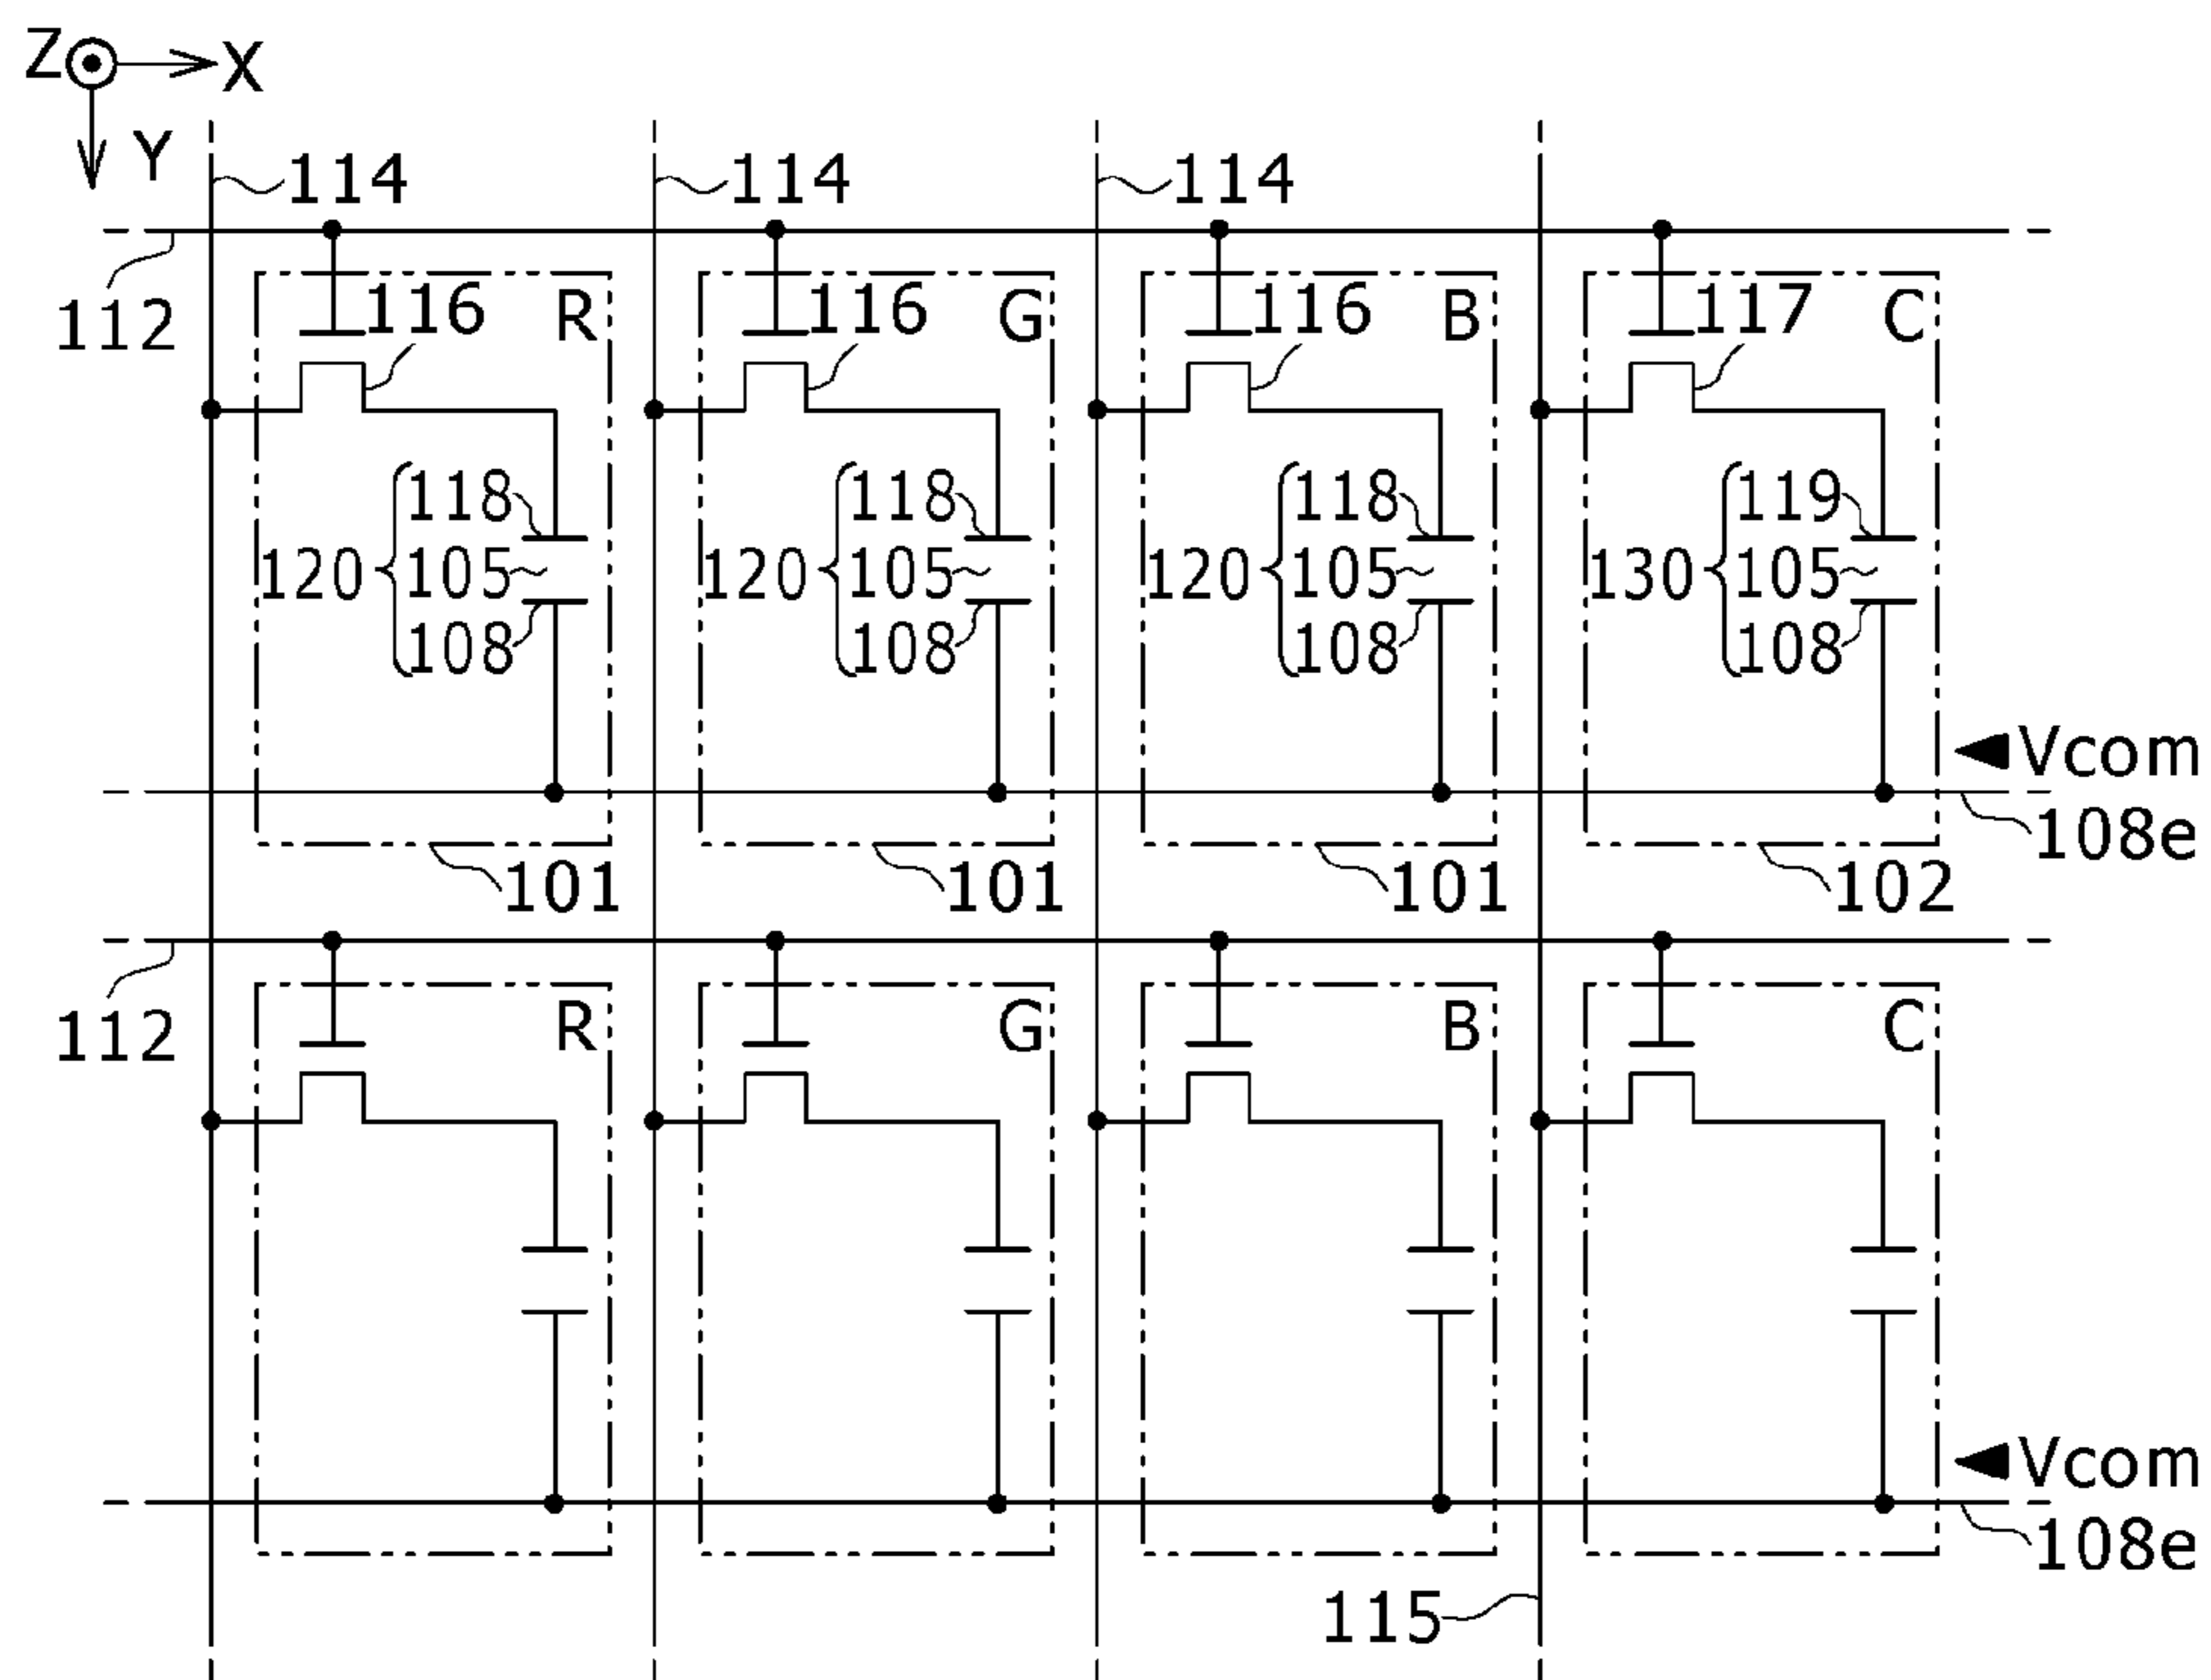 Z X
Y
114 114 114
112
116 R 116 G 116 B 117 C
118 118 118 119
120 105 120 105 120 105 130 105
108 108 108 108
Vcom
108e
101 101 101 102
112
R G B C
Vcom
108e
115